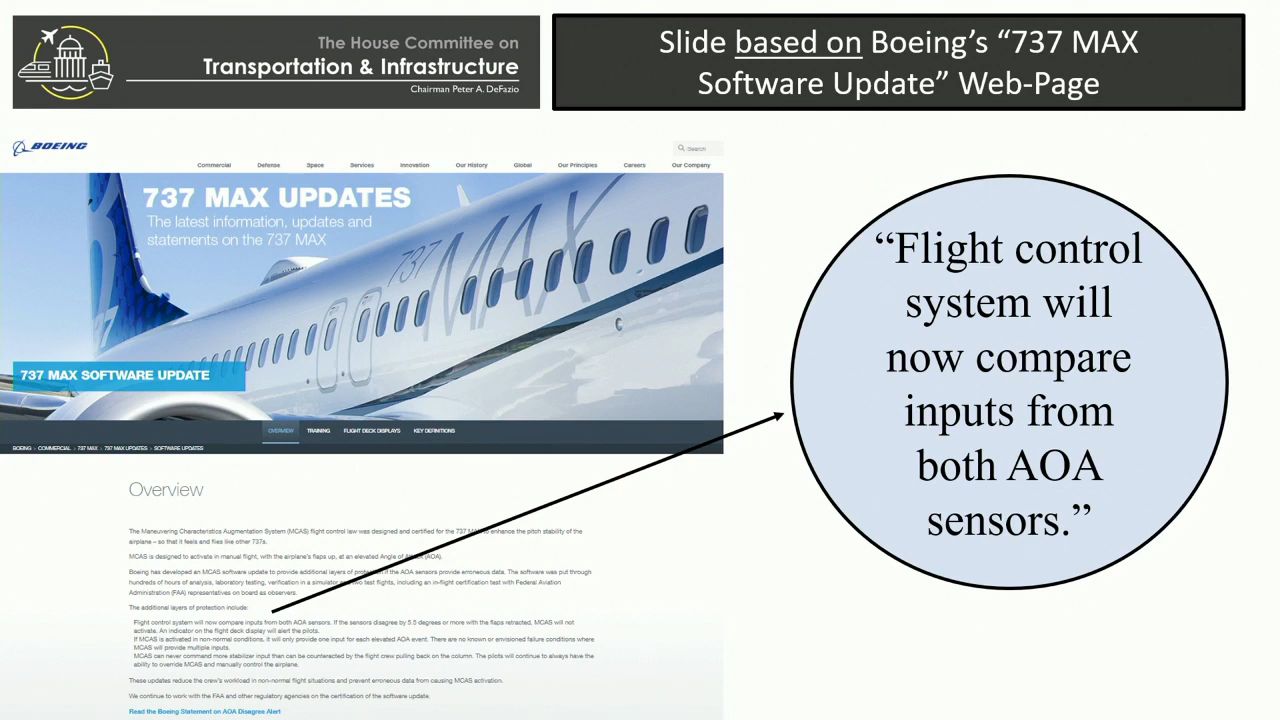 The House Committee on
Transportation & Infrastructure
Chairman Peter A. DeFazio
Slide based on Boeing’s “737 MAX
Software Update” Web-Page
BOEING
Search
Commercial Defense Space Services Innovation Our History Global Our Principles Careers Our Company
737 MAX UPDATES
The latest information, updates and
statements on the 737 MAX
737 MAX
737 MAX SOFTWARE UPDATE
OVERVIEW TRAINING FLIGHT DECK DISPLAYS KEY DEFINITIONS
BOEING > COMMERCIAL > 737 MAX > 737 MAX UPDATES > SOFTWARE UPDATES
“Flight control
system will
now compare
inputs from
both AOA
sensors.”
Overview
The Maneuvering Characteristics Augmentation System (MCAS) flight control law was designed and certified for the 737 MAX to enhance the pitch stability of the
airplane – so that it feels and flies like other 737s.
MCAS is designed to activate in manual flight, with the airplane's flaps up, at an elevated Angle of Attack (AOA).
Boeing has developed an MCAS software update to provide additional layers of protection if the AOA sensors provide erroneous data. The software was put through
hundreds of hours of analysis, laboratory testing, verification in a simulator and two test flights, including an in-flight certification test with Federal Aviation
Administration (FAA) representatives on board as observers.
The additional layers of protection include:
Flight control system will now compare inputs from both AOA sensors. If the sensors disagree by 5.5 degrees or more with the flaps retracted, MCAS will not
activate. An indicator on the flight deck display will alert the pilots.
If MCAS is activated in non-normal conditions, it will only provide one input for each elevated AOA event. There are no known or envisioned failure conditions where
MCAS will provide multiple inputs.
MCAS can never command more stabilizer input than can be counteracted by the flight crew pulling back on the column. The pilots will continue to always have the
ability to override MCAS and manually control the airplane.
These updates reduce the crew's workload in non-normal flight situations and prevent erroneous data from causing MCAS activation.
We continue to work with the FAA and other regulatory agencies on the certification of the software update.
Read the Boeing Statement on AOA Disagree Alert